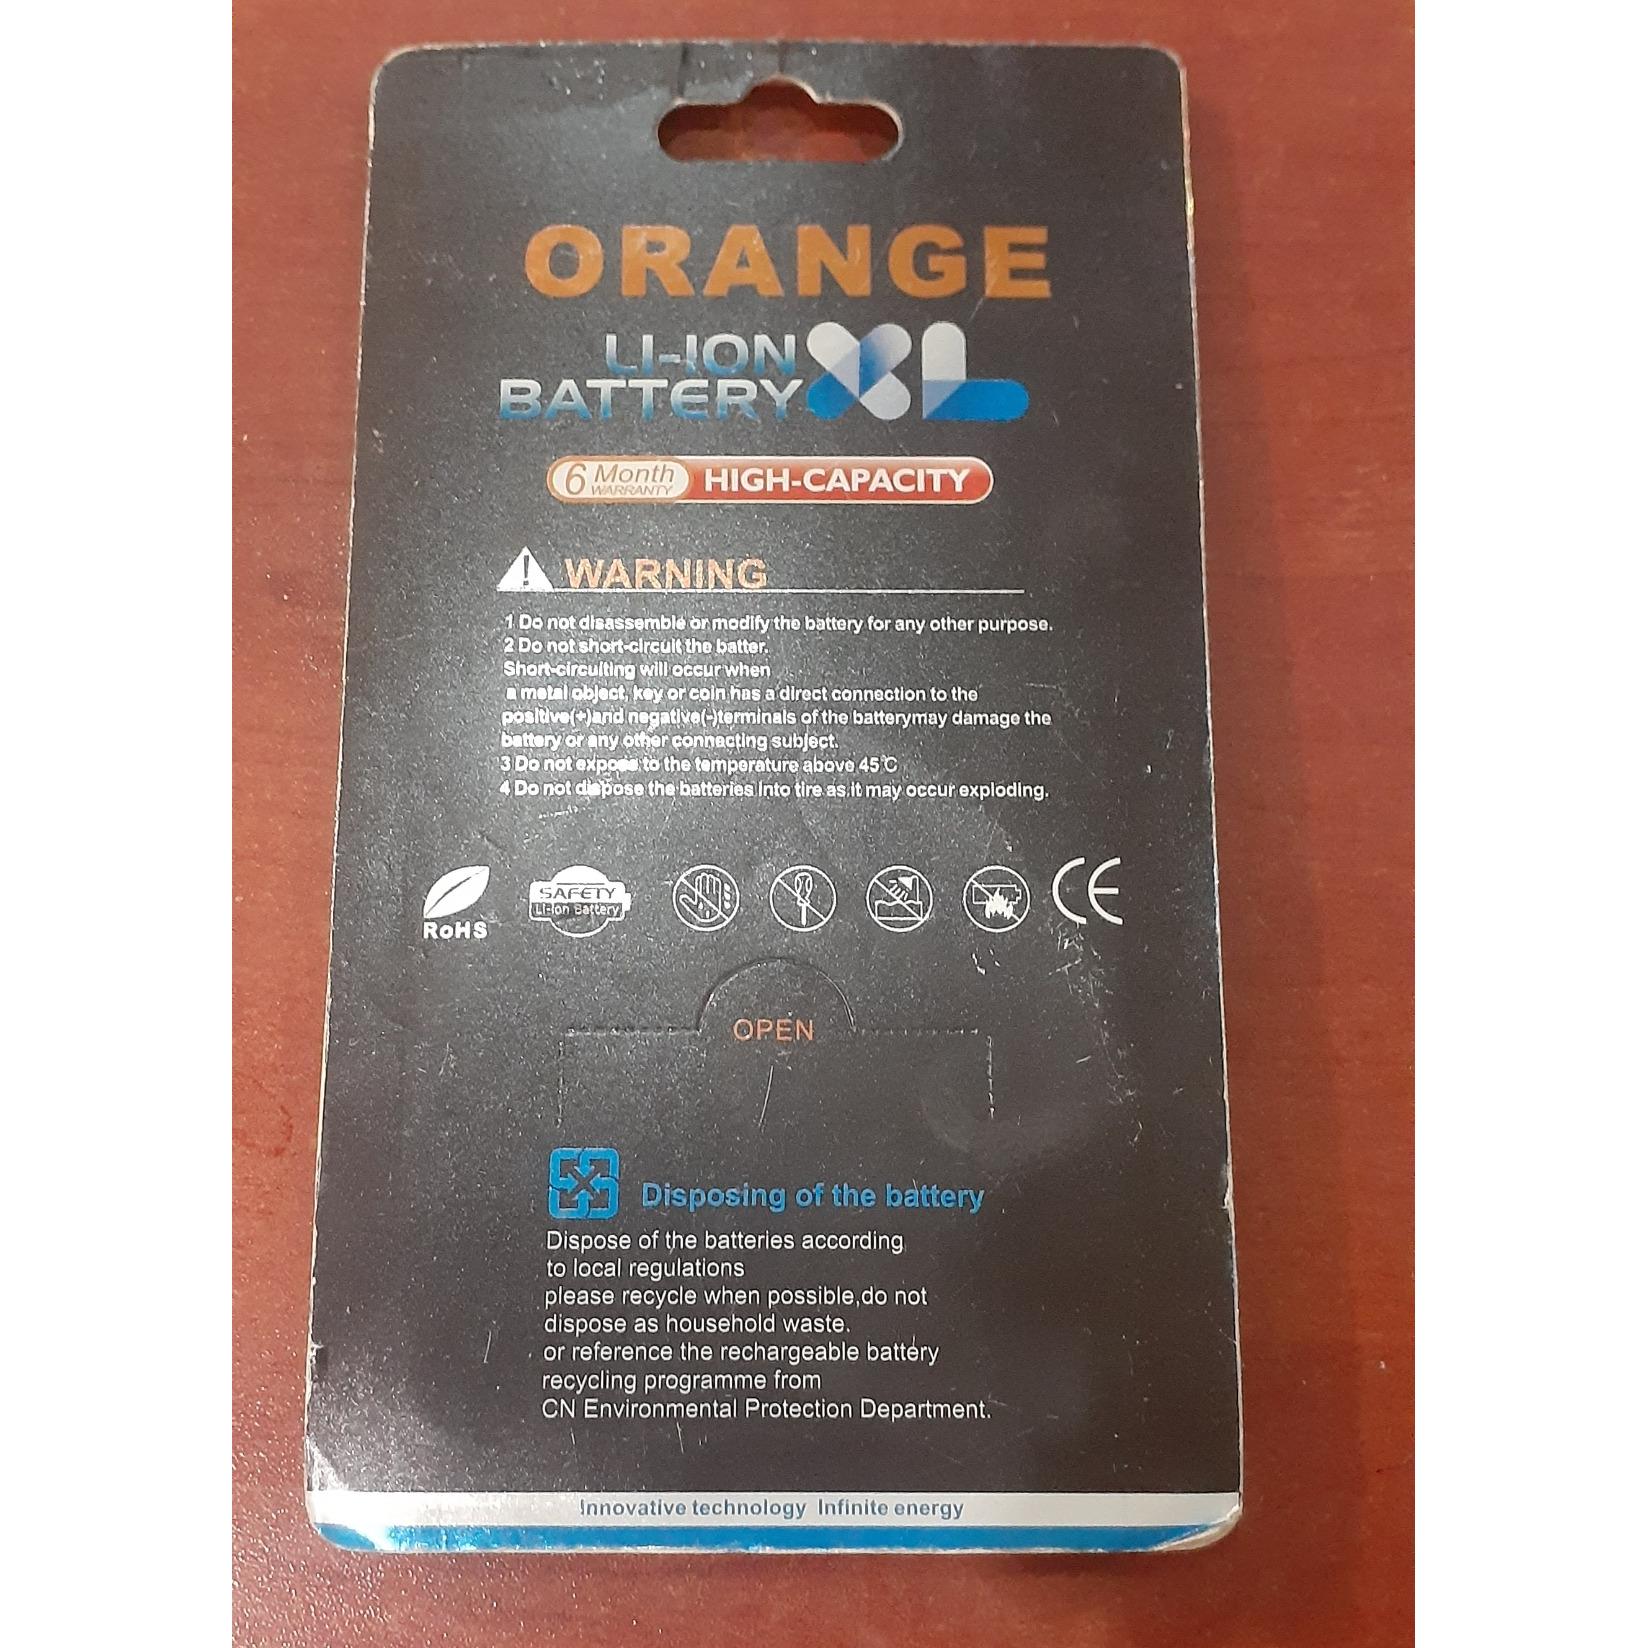 ORANGE
LI-ION
BATTERY XL
6 Month
WARRANTY
HIGH-CAPACITY
WARNING
1 Do not disassemble or modify the battery for any other purpose.
2 Do not short-circuit the batter.
Short-circuiting will occur when
a metal object, key or coin has a direct connection to the
positive(+)and negative(-)terminals of the batterymay damage the
battery or any other connecting subject.
3 Do not expose to the temperature above 45℃
4 Do not dispose the batteries into tire as.it may occur exploding.
RoHS
SAFETY
Li-ion Battery
CE
OPEN
Disposing of the battery
Dispose of the batteries according
to local regulations
please recycle when possible,do not
dispose as household waste.
or reference the rechargeable battery
recycling programme from
CN Environmental Protection Department.
Innovative technology Infinite energy